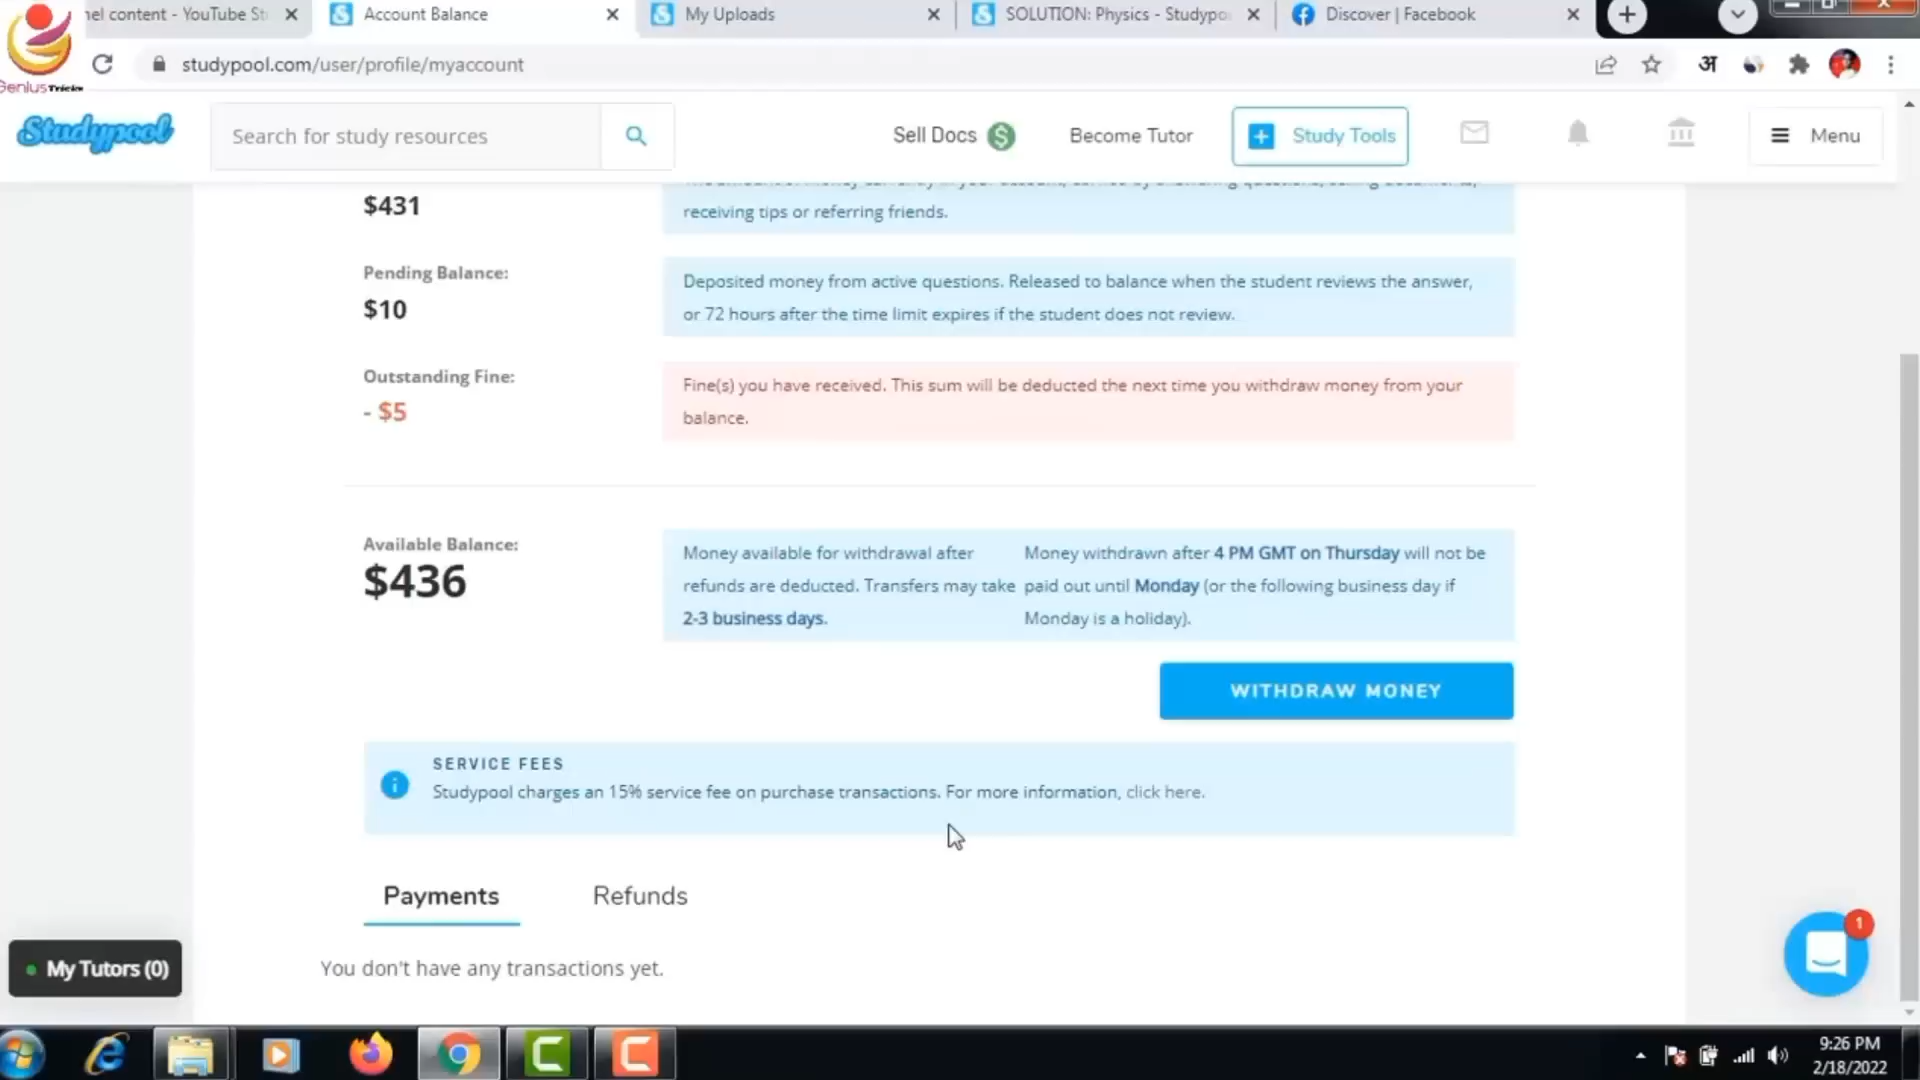 nel content - YouTube St
Account Balance
My Uploads
SOLUTION: Physics - Studypo
Discover | Facebook
Genius Tricks
studypool.com/user/profile/myaccount
अ
Studypool
Search for study resources
Sell Docs
$
Become Tutor
Study Tools
Menu
$431
receiving tips or referring friends.
Pending Balance:
$10
Deposited money from active questions. Released to balance when the student reviews the answer,
or 72 hours after the time limit expires if the student does not review.
Outstanding Fine:
- $5
Fine(s) you have received. This sum will be deducted the next time you withdraw money from your
balance.
Available Balance:
$436
Money available for withdrawal after
refunds are deducted. Transfers may take
2-3 business days.
Money withdrawn after 4 PM GMT on Thursday will not be
paid out until Monday (or the following business day if
Monday is a holiday).
WITHDRAW MONEY
SERVICE FEES
Studypool charges an 15% service fee on purchase transactions. For more information, click here.
Payments
Refunds
You don't have any transactions yet.
My Tutors (0)
1
9:26 PM
2/18/2022